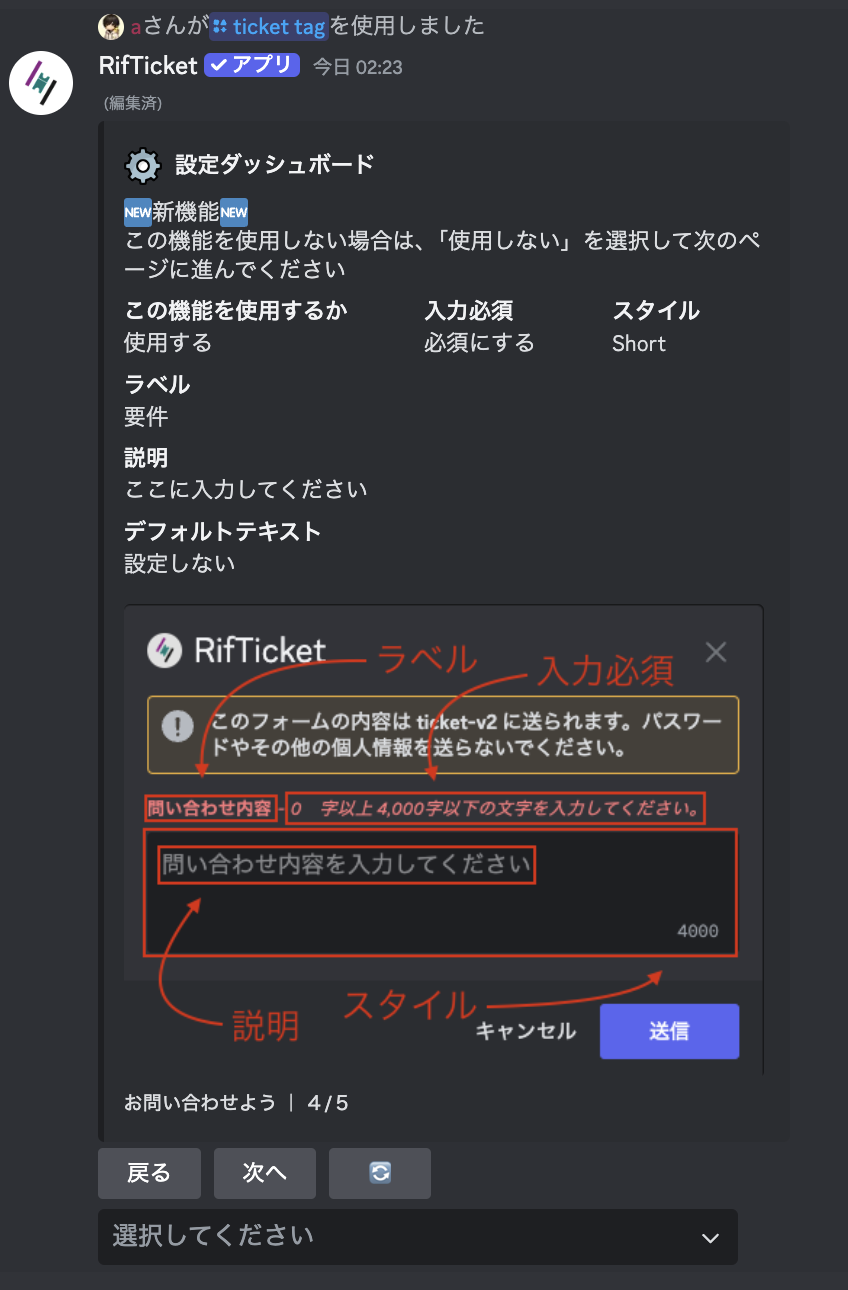 aさんが ticket tagを使用しました
RifTicket ✓アプリ 今日 02:23
(編集済)
設定ダッシュボード
🆕新機能🆕
この機能を使用しない場合は、「使用しない」を選択して次のペ
ージに進んでください
この機能を使用するか 入力必須 スタイル
使用する 必須にする Short
ラベル
要件
説明
ここに入力してください
デフォルトテキスト
設定しない
RifTicket
ラベル
入力必須
このフォームの内容は ticket-v2 に送られます。パスワー
ドやその他の個人情報を送らないでください。
問い合わせ内容 - 0 字以上 4,000字以下の文字を入力してください。
問い合わせ内容を入力してください
4000
説明
スタイル
キャンセル 送信
お問い合わせよう | 4/5
戻る 次へ
選択してください